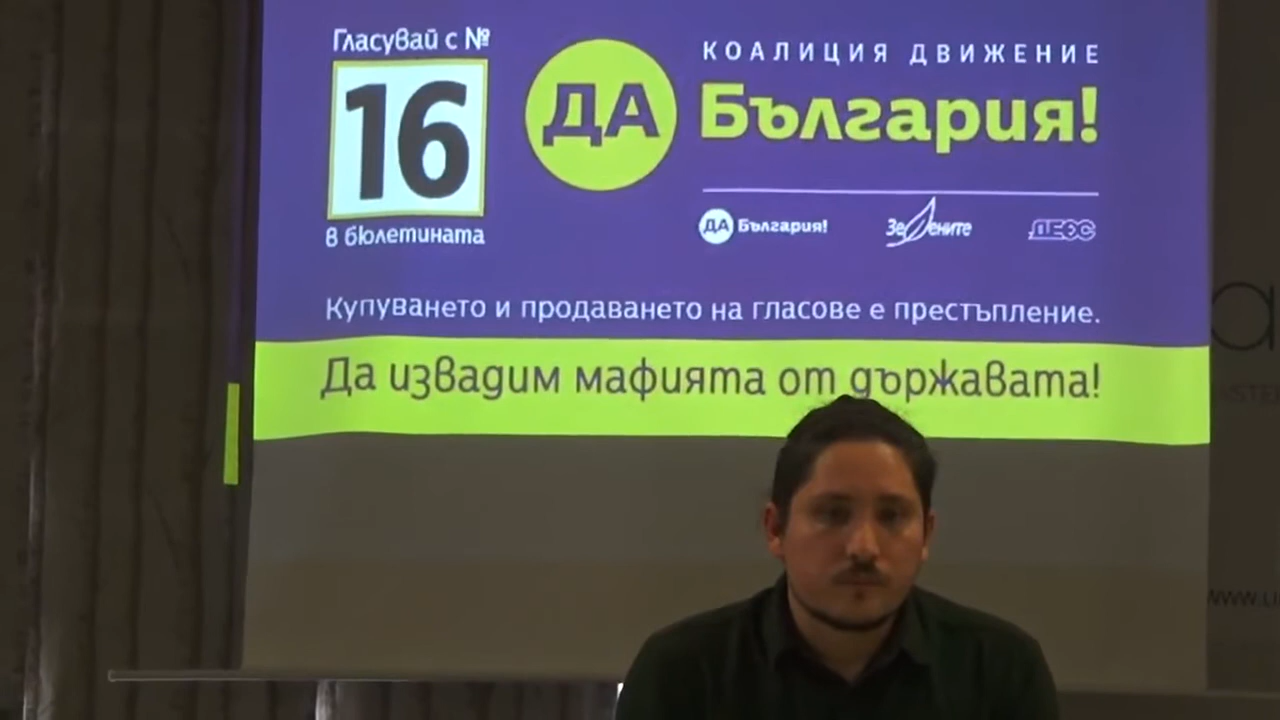 Гласувай с №
16
в бюлетината
КОАЛИЦИЯ ДВИЖЕНИЕ
ДА България!
ДА България!
Зелените
ДЕОС
Купуването и продаването на гласове е престъпление.
Да извадим мафията от държавата!